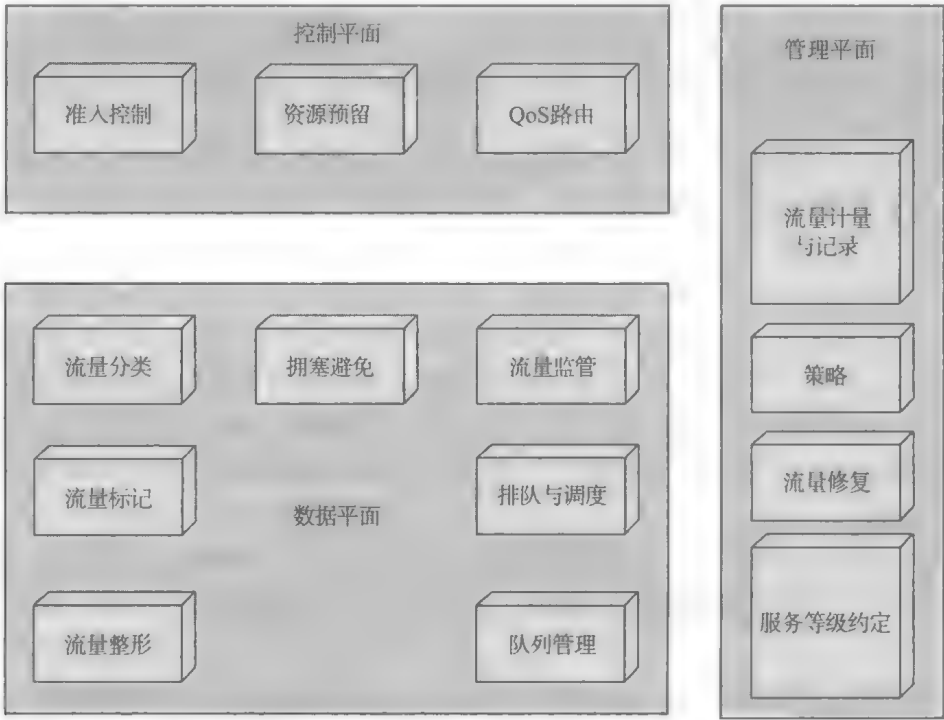 控制平面
准入控制
资源预留
QoS路由
流量分类
拥塞避免
流量监管
流量标记
数据平面
排队与调度
流量整形
队列管理
管理平面
流量计量
与记录
策略
流量修复
服务等级约定